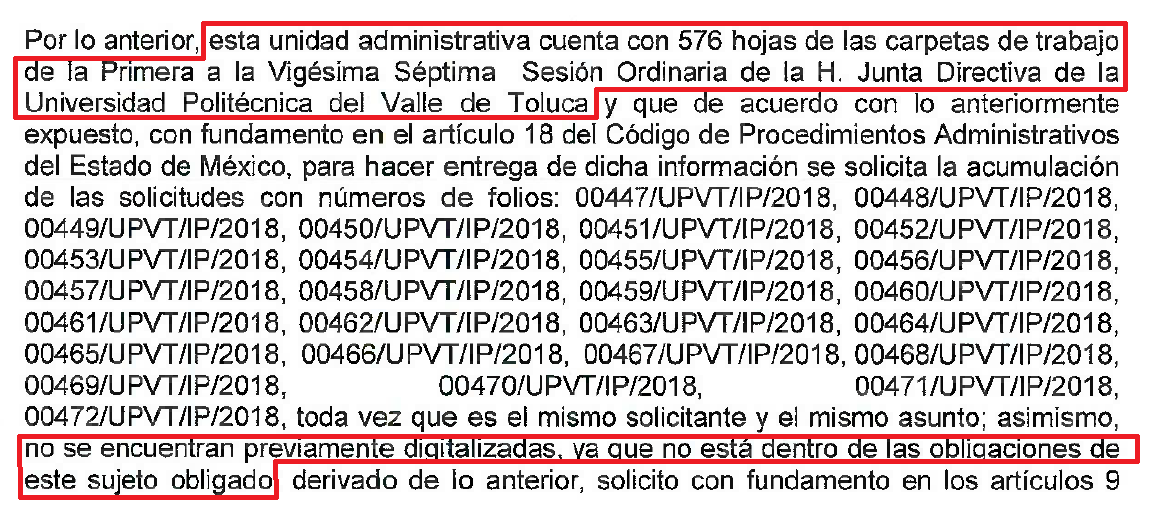 Por lo anterior, esta unidad administrativa cuenta con 576 hojas de las carpetas de trabajo
de la Primera a la Vigésima Séptima Sesión Ordinaria de la H. Junta Directiva de la
Universidad Politécnica del Valle de Toluca y que de acuerdo con lo anteriormente
expuesto, con fundamento en el artículo 18 del Código de Procedimientos Administrativos
del Estado de México, para hacer entrega de dicha información se solicita la acumulación
de las solicitudes con números de folios: 00447/UPVT/IP/2018, 00448/UPVT/IP/2018,
00449/UPVT/IP/2018, 00450/UPVT/IP/2018, 00451/UPVT/IP/2018, 00452/UPVT/IP/2018,
00453/UPVT/IP/2018, 00454/UPVT/IP/2018, 00455/UPVT/IP/2018, 00456/UPVT/IP/2018,
00457/UPVT/IP/2018, 00458/UPVT/IP/2018, 00459/UPVT/IP/2018, 00460/UPVT/IP/2018,
00461/UPVT/IP/2018, 00462/UPVT/IP/2018, 00463/UPVT/IP/2018, 00464/UPVT/IP/2018,
00465/UPVT/IP/2018, 00466/UPVT/IP/2018, 00467/UPVT/IP/2018, 00468/UPVT/IP/2018,
00469/UPVT/IP/2018, 00470/UPVT/IP/2018, 00471/UPVT/IP/2018,
00472/UPVT/IP/2018, toda vez que es el mismo solicitante y el mismo asunto; asimismo,
no se encuentran previamente digitalizadas, ya que no está dentro de las obligaciones de
este sujeto obligado derivado de lo anterior, solicito con fundamento en los artículos 9